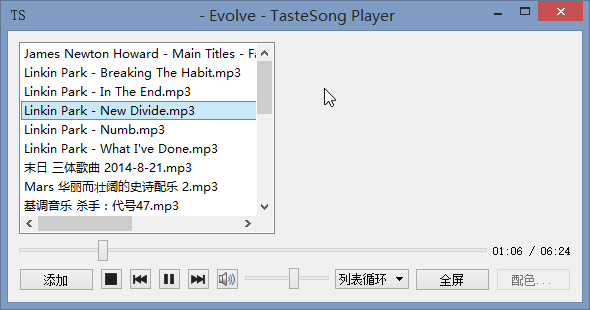 TS - Evolve - TasteSong Player
James Newton Howard - Main Titles - Fa
Linkin Park - Breaking The Habit.mp3
Linkin Park - In The End.mp3
Linkin Park - New Divide.mp3
Linkin Park - Numb.mp3
Linkin Park - What I've Done.mp3
末日 三体歌曲 2014-8-21.mp3
Mars 华丽而壮阔的史诗配乐 2.mp3
基调音乐 杀手：代号47.mp3
01:06 / 06:24
添加 列表循环 全屏 配色...